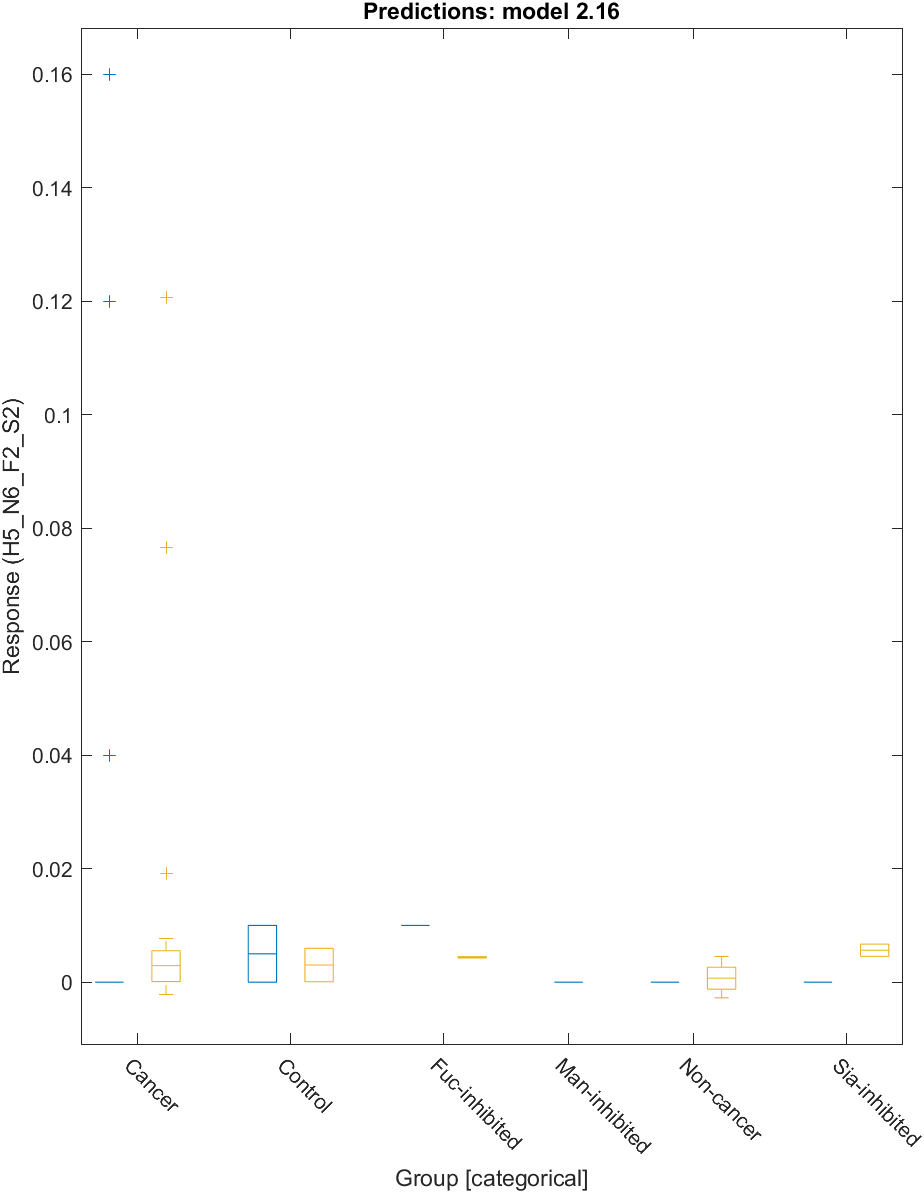 Predictions: model 2.16
0.16
0.14
0.12
0.1
0.08
0.06
0.04
0.02
0
Response (H5_N6_F2_S2)
Cancer
Control
Fuc-inhibited
Man-inhibited
Non-cancer
Sia-inhibited
Group [categorical]